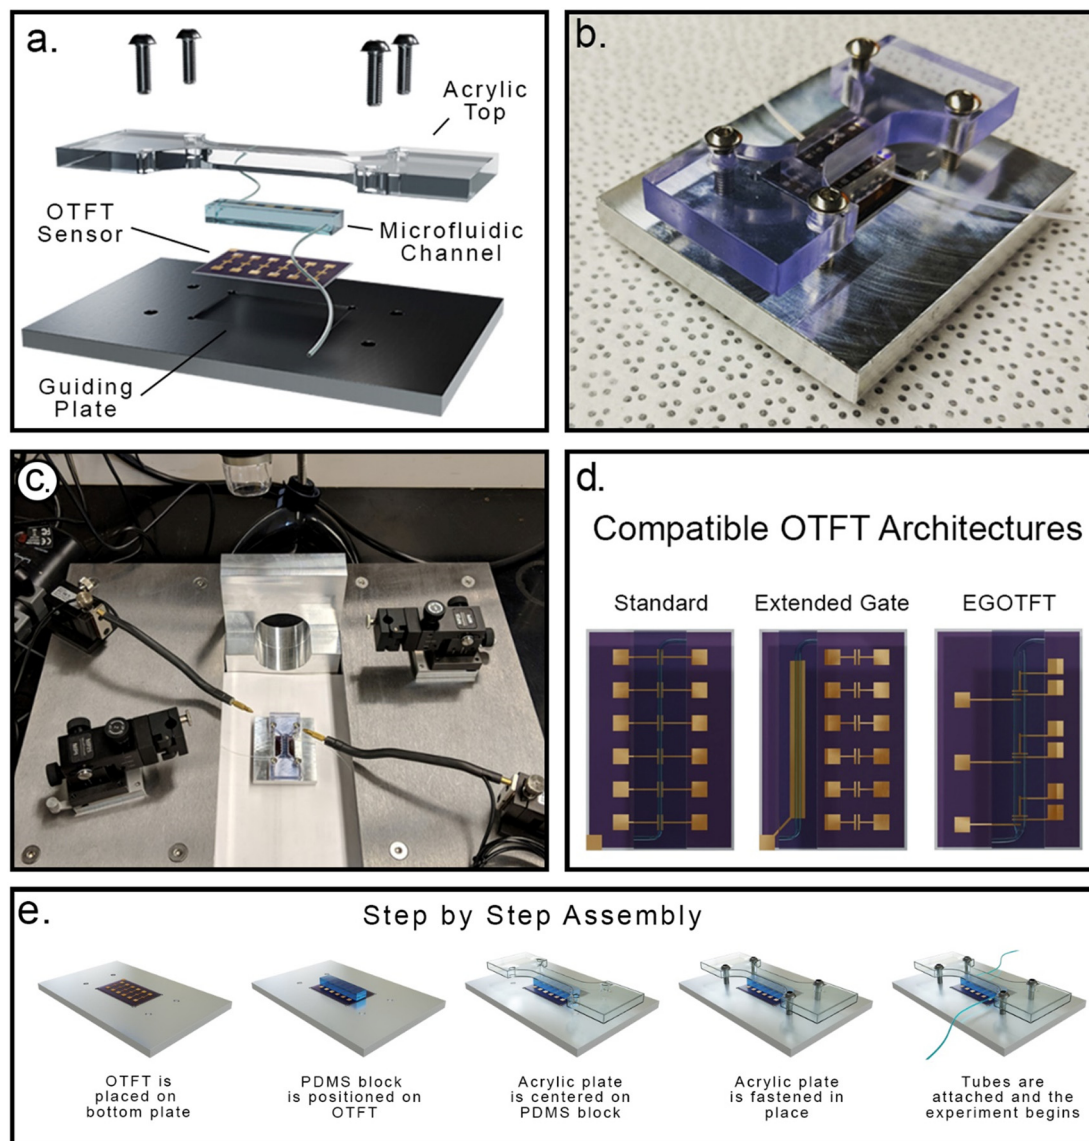 a.
Acrylic
Top
OTFT
Sensor
Microfluidic
Channel
Guiding
Plate
b.
c.
d.
Compatible OTFT Architectures
Standard
Extended Gate
EGOTFT
e.
Step by Step Assembly
OTFT is
placed on
bottom plate
PDMS block
is positioned on
OTFT
Acrylic plate
is centered on
PDMS block
Acrylic plate
is fastened in
place
Tubes are
attached and the
experiment begins